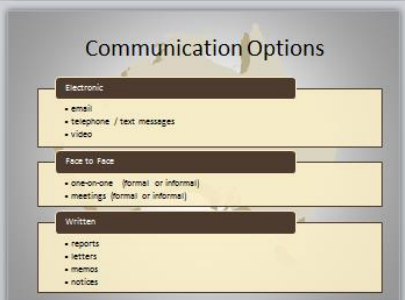 Communication Options
Electronic
• email
• telephone / text messages
• video
Face to Face
• one-on-one (formal or informal)
• meetings (formal or informal)
Written
• reports
• letters
• memos
• notices